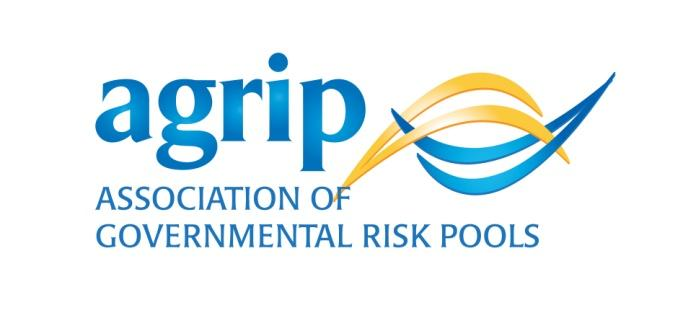 agrip
ASSOCIATION OF
GOVERNMENTAL RISK POOLS